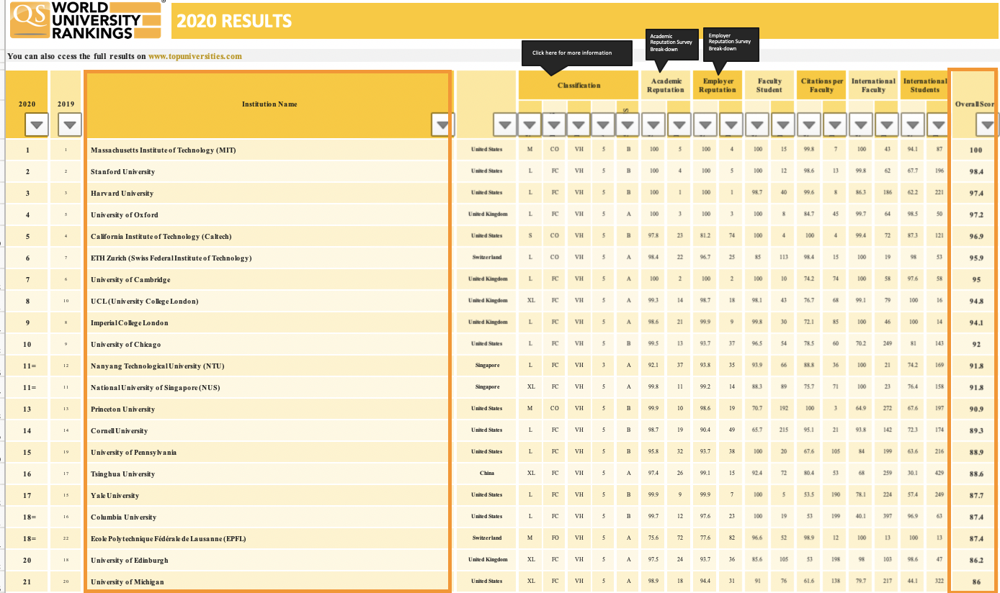 QS WORLD
UNIVERSITY
RANKINGS
®
2020 RESULTS
You can also ccess the full results on www.topuniversities.com
Click here for more information
Academic
Reputation Survey
Break-down
Employer
Reputation Survey
Break-down
2020 2019 Institution Name Classification Academic Reputation Employer Reputation Faculty Student Citations per Faculty International Faculty International Students Overall Scor
1 1 Massachusetts Institute of Technology (MIT) United States M CO VH 5 B 100 5 100 4 100 15 99.8 7 100 43 94.1 87 100
2 2 Stanford University United States L FC VH 5 B 100 4 100 5 100 12 98.6 13 99.8 62 67.7 196 98.4
3 3 Harvard University United States L FC VH 5 B 100 1 100 1 98.7 40 99.6 8 86.3 186 62.2 221 97.4
4 5 University of Oxford United Kingdom L FC VH 5 A 100 3 100 3 100 8 84.7 45 99.7 64 98.5 50 97.2
5 4 California Institute of Technology (Caltech) United States S CO VH 5 B 97.8 23 81.2 74 100 4 100 4 99.4 72 87.3 121 96.9
6 7 ETH Zurich (Swiss Federal Institute of Technology) Switzerland L CO VH 5 A 98.4 22 96.7 25 85 113 98.4 15 100 19 98 53 95.9
7 6 University of Cambridge United Kingdom L FC VH 5 A 100 2 100 2 100 10 74.2 74 100 58 97.6 58 95
8 10 UCL (University College London) United Kingdom XL FC VH 5 A 99.3 14 98.7 18 98.1 43 76.7 68 99.1 79 100 16 94.8
9 8 Imperial College London United Kingdom L FC VH 5 A 98.6 21 99.9 9 99.8 30 72.1 85 100 46 100 14 94.1
10 9 University of Chicago United States L FC VH 5 B 99.5 13 93.7 37 96.5 54 78.5 60 70.2 249 81 143 92
11= 12 Nanyang Technological University (NTU) Singapore L FC VH 3 A 92.1 37 93.8 35 93.9 66 88.8 36 100 21 74.2 169 91.8
11= 11 National University of Singapore (NUS) Singapore XL FC VH 5 A 99.8 11 99.2 14 88.3 89 75.7 71 100 23 76.4 158 91.8
13 13 Princeton University United States M CO VH 5 B 99.9 10 98.6 19 70.7 192 100 3 64.9 272 67.6 197 90.9
14 14 Cornell University United States L FC VH 5 B 98.7 19 90.4 49 65.7 215 95.1 21 93.8 142 72.3 174 89.3
15 19 University of Pennsylvania United States L FC VH 5 B 95.8 32 93.7 38 100 20 67.6 105 84 199 63.6 216 88.9
16 17 Tsinghua University China XL FC VH 5 A 97.4 26 99.1 15 92.4 72 80.4 53 68 259 30.1 429 88.6
17 15 Yale University United States L FC VH 5 B 99.9 9 99.9 7 100 5 53.5 190 78.1 224 57.4 249 87.7
18= 16 Columbia University United States L FC VH 5 B 99.7 12 97.6 23 100 19 53 199 40.1 397 96.9 63 87.4
18= 22 Ecole Polytechnique Fédérale de Lausanne (EPFL) Switzerland M FO VH 5 A 75.6 72 77.6 82 96.6 52 98.9 12 100 13 100 13 87.4
20 18 University of Edinburgh United Kingdom XL FC VH 5 A 97.5 24 93.7 36 85.6 105 53 198 98 103 98.6 47 86.2
21 20 University of Michigan United States XL FC VH 5 A 98.9 18 94.4 31 91 76 61.6 138 79.7 217 44.1 322 86